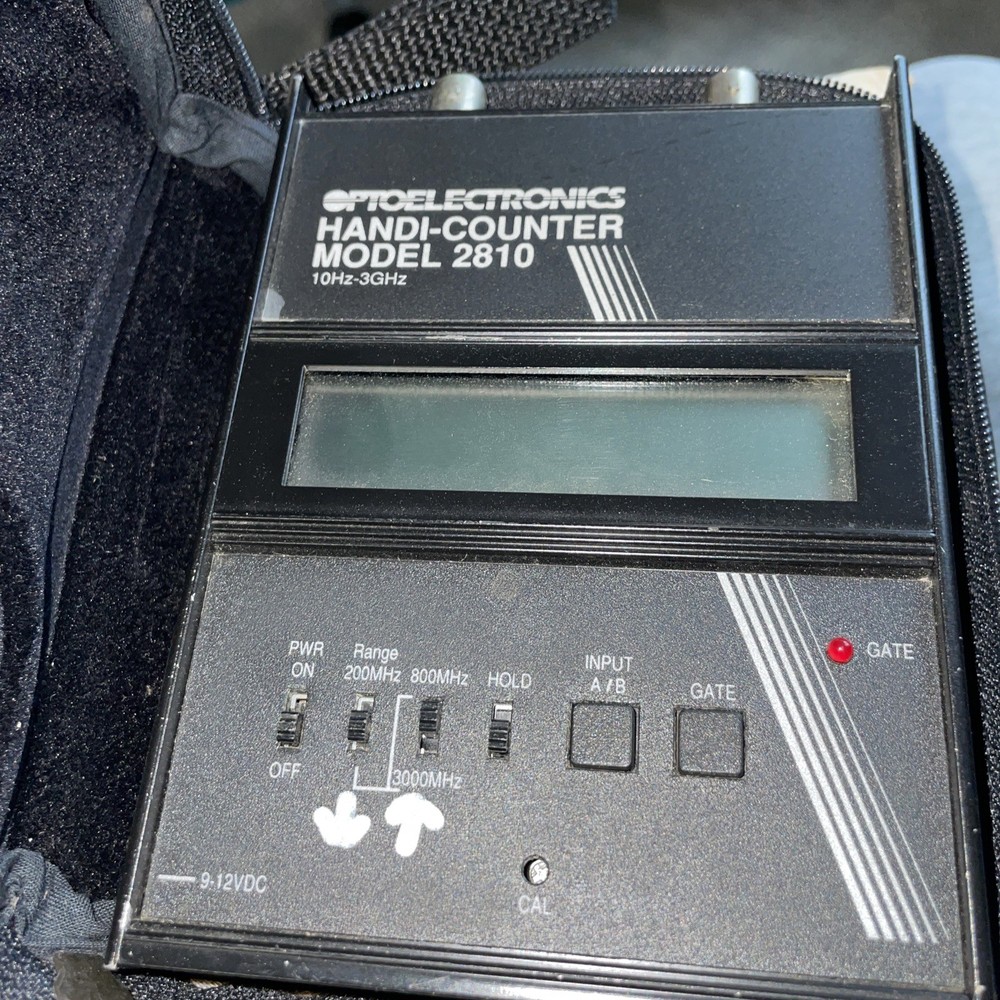 OPTOELECTRONICS
HANDI-COUNTER
MODEL 2810
10Hz-3GHz
GATE
PWR
ON
Range
200MHz
800MHz
HOLD
INPUT
A/B
GATE
OFF
3000MHz
9-12VDC
CAL